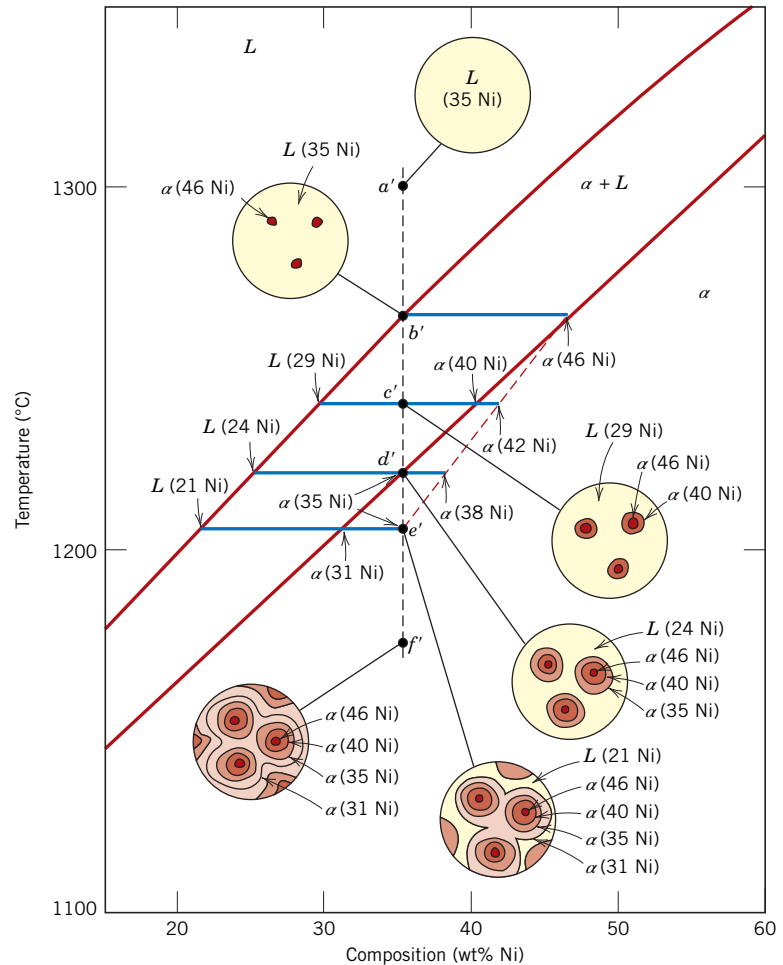 L
L
(35 Ni)
L (35 Ni)
α (46 Ni)
1300
a′
α + L
α
b′
L (29 Ni)
α (40 Ni)
α (46 Ni)
c′
L (24 Ni)
α (42 Ni)
L (29 Ni)
d′
α (46 Ni)
L (21 Ni)
α (35 Ni)
α (40 Ni)
α (38 Ni)
e′
1200
α (31 Ni)
Temperature (°C)
L (24 Ni)
f′
α (46 Ni)
α (40 Ni)
α (35 Ni)
α (46 Ni)
α (40 Ni)
α (35 Ni)
α (31 Ni)
L (21 Ni)
α (46 Ni)
α (40 Ni)
α (35 Ni)
α (31 Ni)
1100
20
30
40
50
60
Composition (wt% Ni)